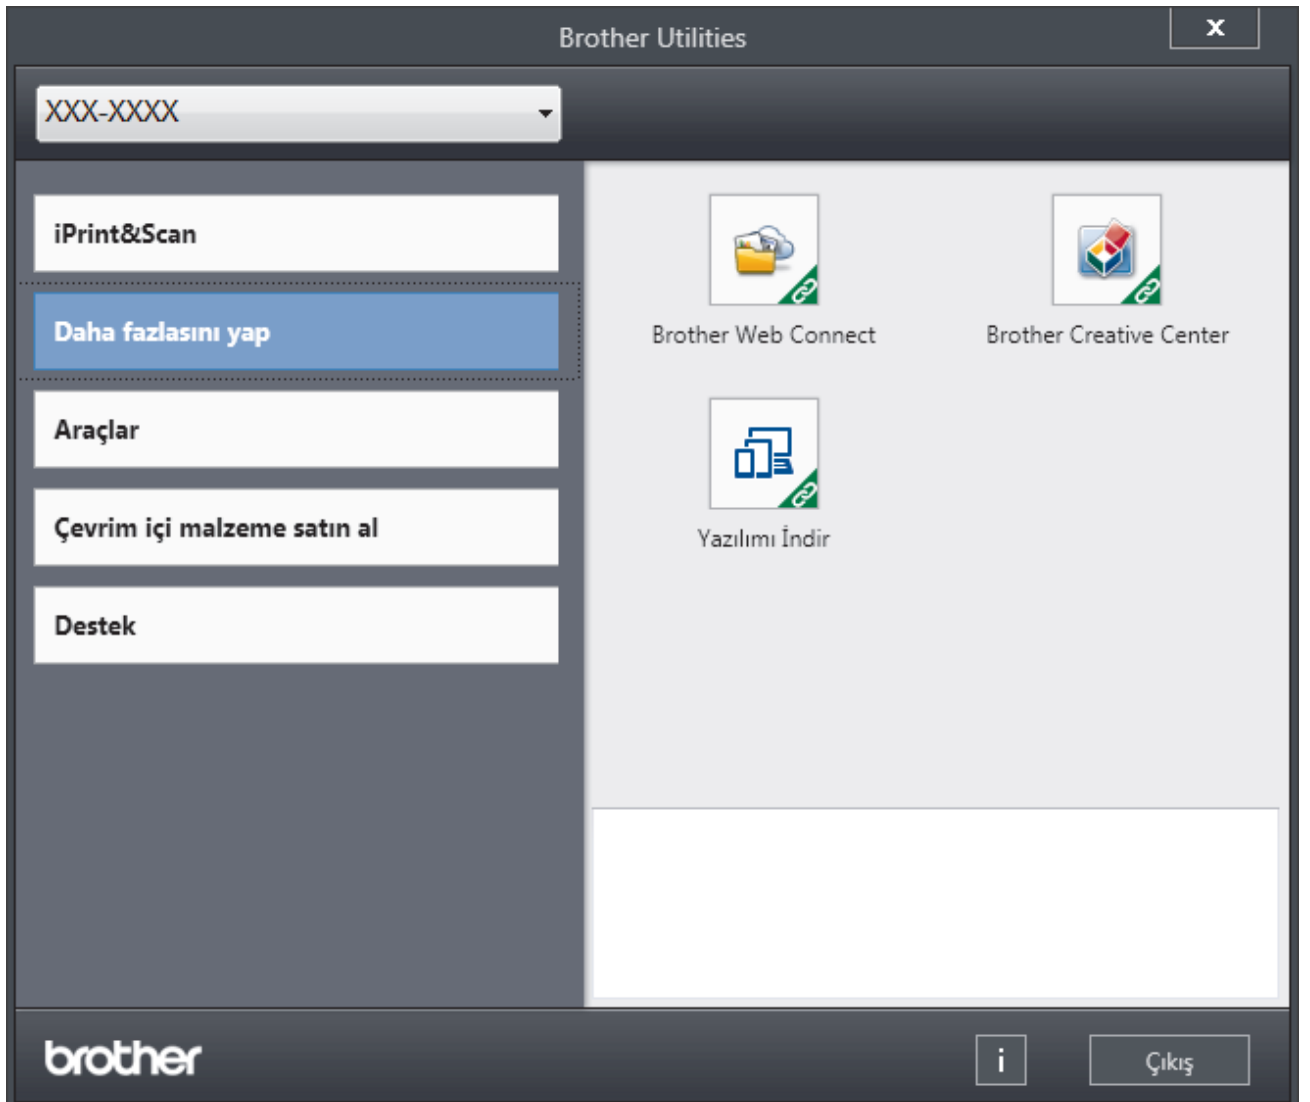 Brother Utilities
X
XXX-XXXX
iPrint&Scan
Daha fazlasını yap
Araçlar
Çevrim içi malzeme satın al
Destek
Brother Web Connect
Brother Creative Center
Yazılımı İndir
brother
i
Çıkış